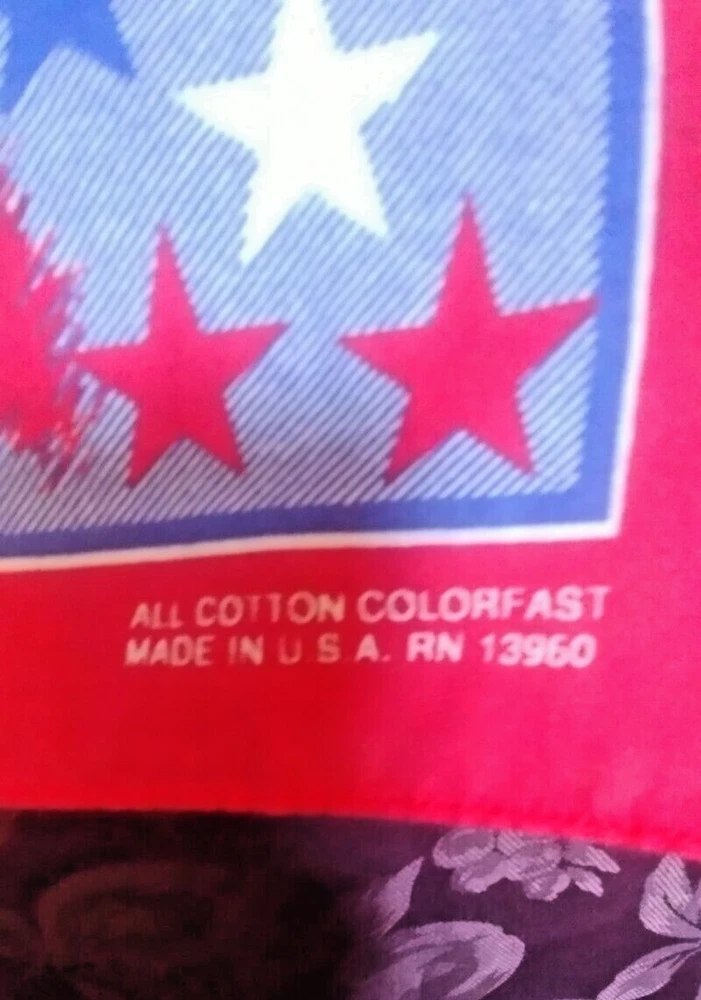 ALL COTTON COLORFAST
MADE IN U.S.A. RN 13960